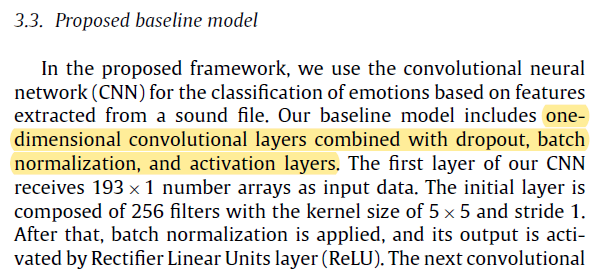 3.3. Proposed baseline model
In the proposed framework, we use the convolutional neural
network (CNN) for the classification of emotions based on features
extracted from a sound file. Our baseline model includes one-
dimensional convolutional layers combined with dropout, batch
normalization, and activation layers. The first layer of our CNN
receives 193 × 1 number arrays as input data. The initial layer is
composed of 256 filters with the kernel size of 5 × 5 and stride 1.
After that, batch normalization is applied, and its output is acti-
vated by Rectifier Linear Units layer (ReLU). The next convolutional